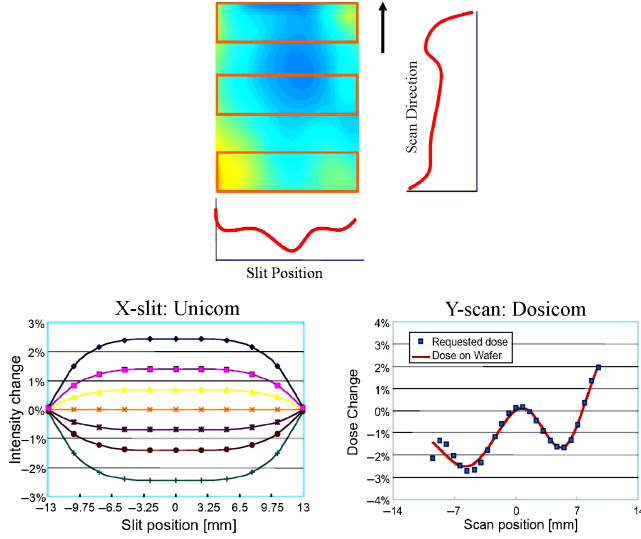 Scan Direction
Slit Position
X-slit: Unicom
3%
2%
1%
0%
−1%
−2%
−3%
Intensity change
−13 −9.75 −6.5 −3.25 0 3.25 6.5 9.75 13
Slit position [mm]
Y-scan: Dosicom
4%
3%
2%
1%
0%
−1%
−2%
−3%
−4%
Dose Change
Requested dose
Dose on Wafer
−14 −7 0 7 14
Scan position [mm]